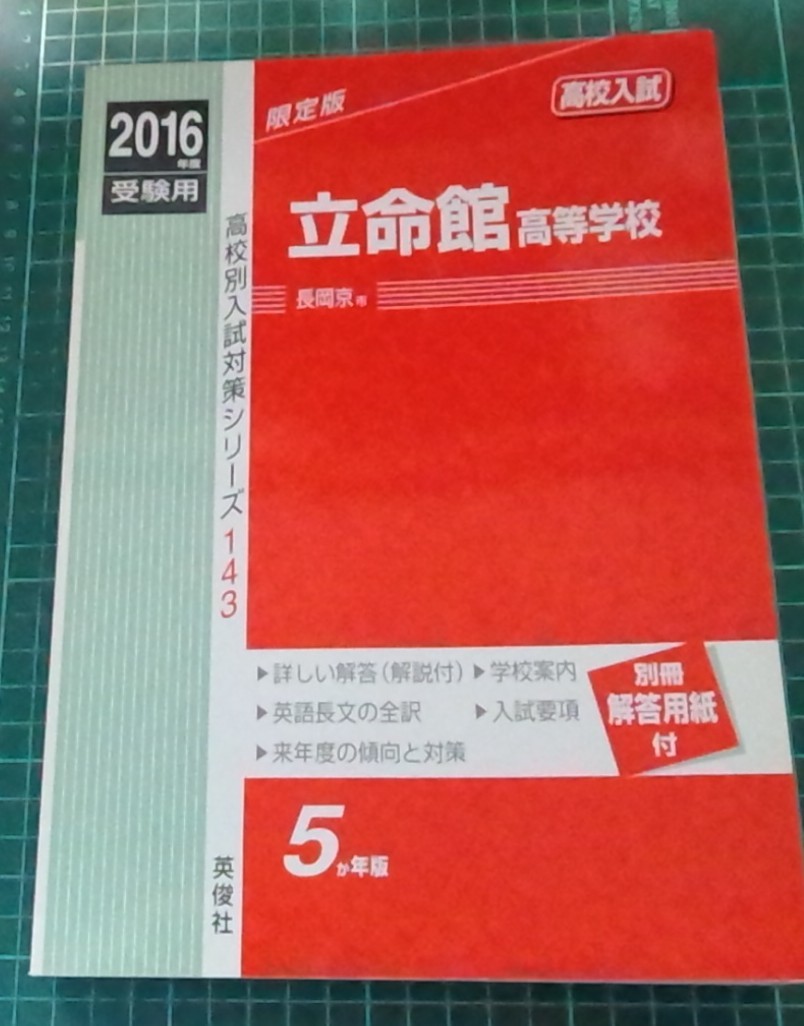 2016
年度
受験用
限定版
高校入試
立命館高等学校
長岡京市
高校別入試対策シリーズ143
▶詳しい解答(解説付)
▶学校案内
▶英語長文の全訳
▶入試要項
▶来年度の傾向と対策
別冊
解答用紙
付
5か年版
英俊社